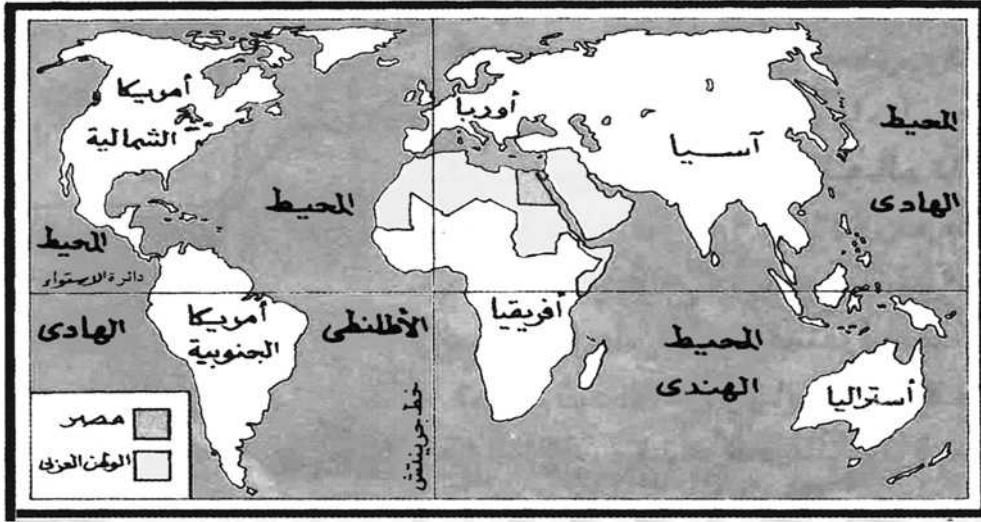 أمريكا
الشمالية
أوربا
آسيا
المحيط
الهادى
المحيط
المحيط
دائرة الاستواء
الهادى
أمريكا
الجنوبية
الأطلنطى
أفريقيا
المحيط
الهندى
أستراليا
خط جرينتش
مصر
الوطن العربى